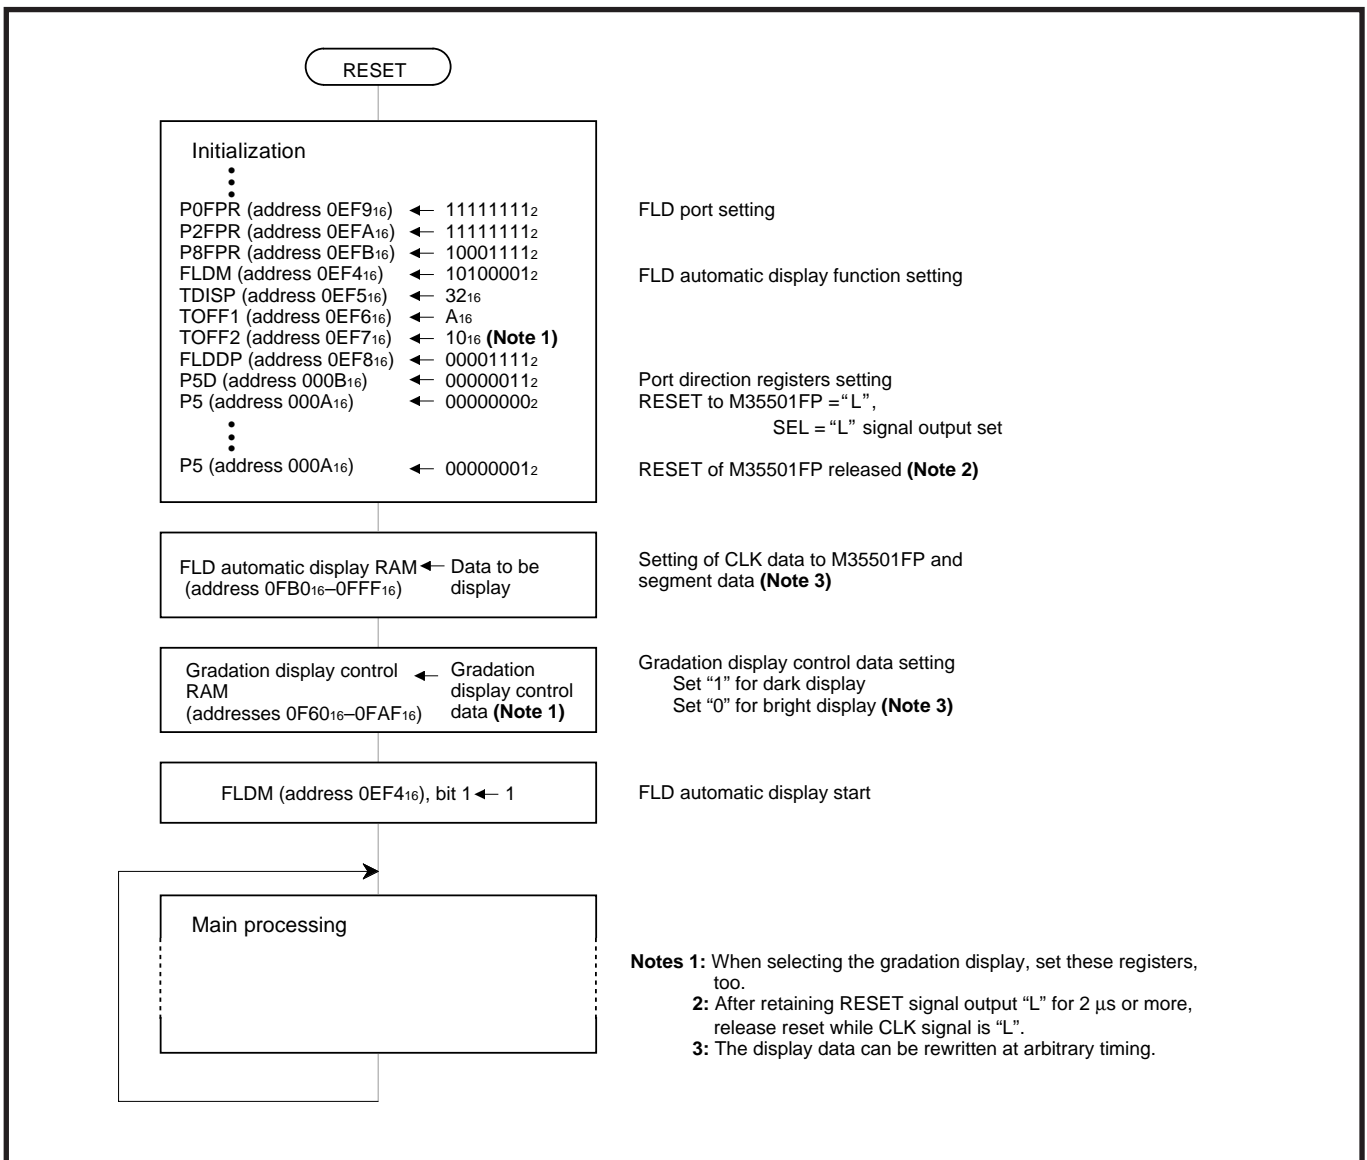 RESET
Initialization
P0FPR (address 0EF916) ← 111111112 FLD port setting
P2FPR (address 0EFA16) ← 111111112
P8FPR (address 0EFB16) ← 100011112
FLDM (address 0EF416) ← 101000012 FLD automatic display function setting
TDISP (address 0EF516) ← 3216
TOFF1 (address 0EF616) ← A16
TOFF2 (address 0EF716) ← 1016 (Note 1)
FLDDP (address 0EF816) ← 000011112
P5D (address 000B16) ← 000000112 Port direction registers setting
P5 (address 000A16) ← 000000002 RESET to M35501FP =“L”,
SEL =“L” signal output set
P5 (address 000A16) ← 000000012 RESET of M35501FP released (Note 2)
FLD automatic display RAM ← Data to be
(address 0FB016–0FFF16) display
Setting of CLK data to M35501FP and
segment data (Note 3)
Gradation display control ← Gradation
RAM display control
(addresses 0F6016–0FAF16) data (Note 1)
Gradation display control data setting
Set “1” for dark display
Set “0” for bright display (Note 3)
FLDM (address 0EF416), bit 1 ← 1 FLD automatic display start
Main processing
Notes 1: When selecting the gradation display, set these registers,
too.
2: After retaining RESET signal output “L” for 2 μs or more,
release reset while CLK signal is “L”.
3: The display data can be rewritten at arbitrary timing.